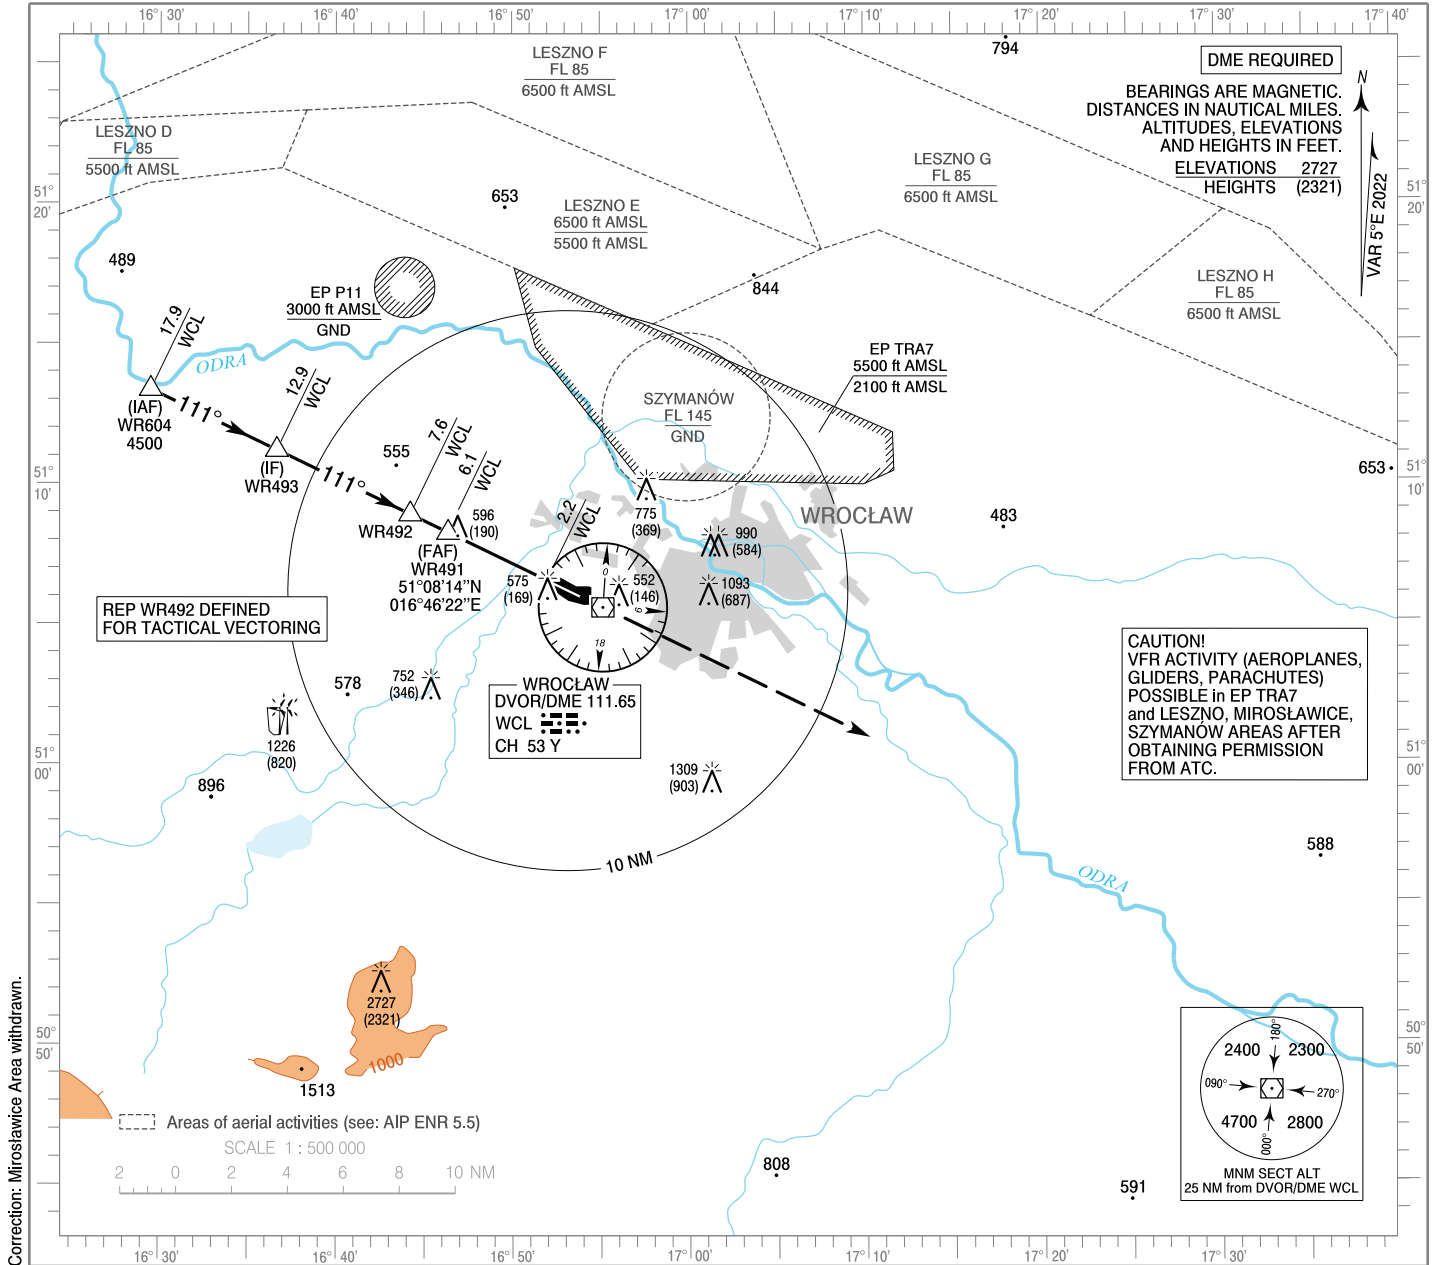 16° 30'
16° 40'
16° 50'
17° 00'
17° 10'
17° 20'
17° 30'
17° 40'
LESZNO F
FL 85
6500 ft AMSL
794
DME REQUIRED
BEARINGS ARE MAGNETIC.
DISTANCES IN NAUTICAL MILES.
ALTITUDES, ELEVATIONS
AND HEIGHTS IN FEET.
ELEVATIONS 2727
HEIGHTS (2321)
N
VAR 5°E 2022
LESZNO D
FL 85
5500 ft AMSL
LESZNO G
FL 85
6500 ft AMSL
51°
20'
51°
20'
653
LESZNO E
6500 ft AMSL
5500 ft AMSL
489
EP P11
3000 ft AMSL
GND
844
LESZNO H
FL 85
6500 ft AMSL
17.9
WCL
ODRA
12.9
WCL
EP TRA7
5500 ft AMSL
2100 ft AMSL
SZYMANÓW
FL 145
GND
(IAF)
WR604
4500
111°
7.6
WCL
6.1
WCL
555
(IF)
WR493
111°
653
51°
10'
51°
10'
2.2
WCL
775
(369)
WROCŁAW
483
WR492
596
(190)
990
(584)
(FAF)
WR491
51°08'14"N
016°46'22"E
575
(169)
0
9
18
552
(146)
1093
(687)
REP WR492 DEFINED
FOR TACTICAL VECTORING
CAUTION!
VFR ACTIVITY (AEROPLANES,
GLIDERS, PARACHUTES)
POSSIBLE in EP TRA7
and LESZNO, MIROSŁAWICE,
SZYMANÓW AREAS AFTER
OBTAINING PERMISSION
FROM ATC.
578
752
(346)
WROCŁAW
DVOR/DME 111.65
WCL
CH 53 Y
1226
(820)
51°
00'
51°
00'
896
1309
(903)
588
10 NM
ODRA
2727
(2321)
1000
1513
50°
50'
50°
50'
2400
2300
4700
2800
180°
090°
270°
000°
MNM SECT ALT
25 NM from DVOR/DME WCL
Areas of aerial activities (see: AIP ENR 5.5)
SCALE 1 : 500 000
2 0 2 4 6 8 10 NM
808
591
16° 30'
16° 40'
16° 50'
17° 00'
17° 10'
17° 20'
17° 30'
Correction: Mirosławice Area withdrawn.